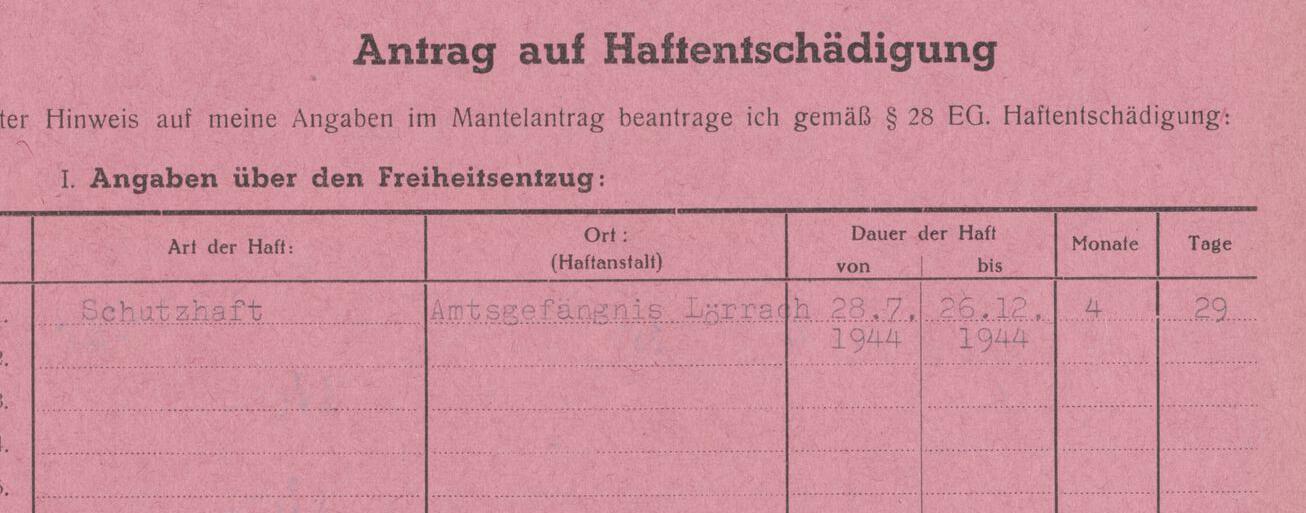 Antrag auf Haftentschädigung
ter Hinweis auf meine Angaben im Mantelantrag beantrage ich gemäß § 28 EG. Haftentschädigung:
I. Angaben über den Freiheitsentzug:
Art der Haft: Ort: Dauer der Haft Monate Tage
(Haftanstalt) von bis
1. Schutzhaft Amtsgefängnis Lörrach 28.7. 26.12. 4 29
2. 1944 1944
3.
4.
5.